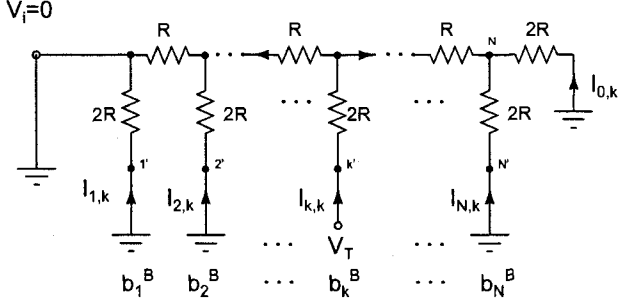 V_i=0
R R R N 2R
I_{0,k}
2R 2R 2R 2R
1' 2' k' N'
I_{1,k} I_{2,k} I_{k,k} I_{N,k}
V_T
b_1^B b_2^B b_k^B b_N^B